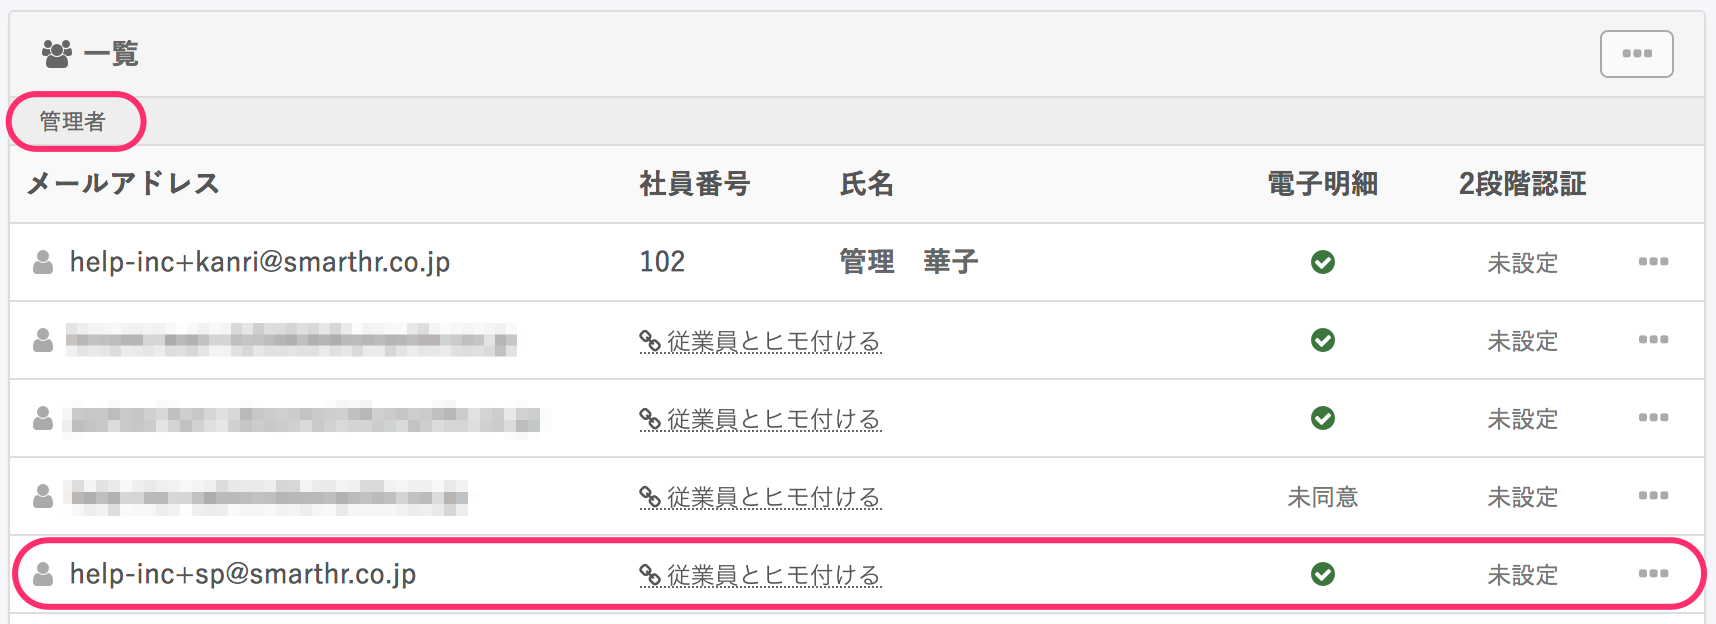 一覧
管理者
メールアドレス 社員番号 氏名 電子明細 2段階認証
help-inc+kanri@smarthr.co.jp 102 管理　華子 未設定
従業員とヒモ付ける 未設定
従業員とヒモ付ける 未設定
従業員とヒモ付ける 未同意 未設定
help-inc+sp@smarthr.co.jp 従業員とヒモ付ける 未設定